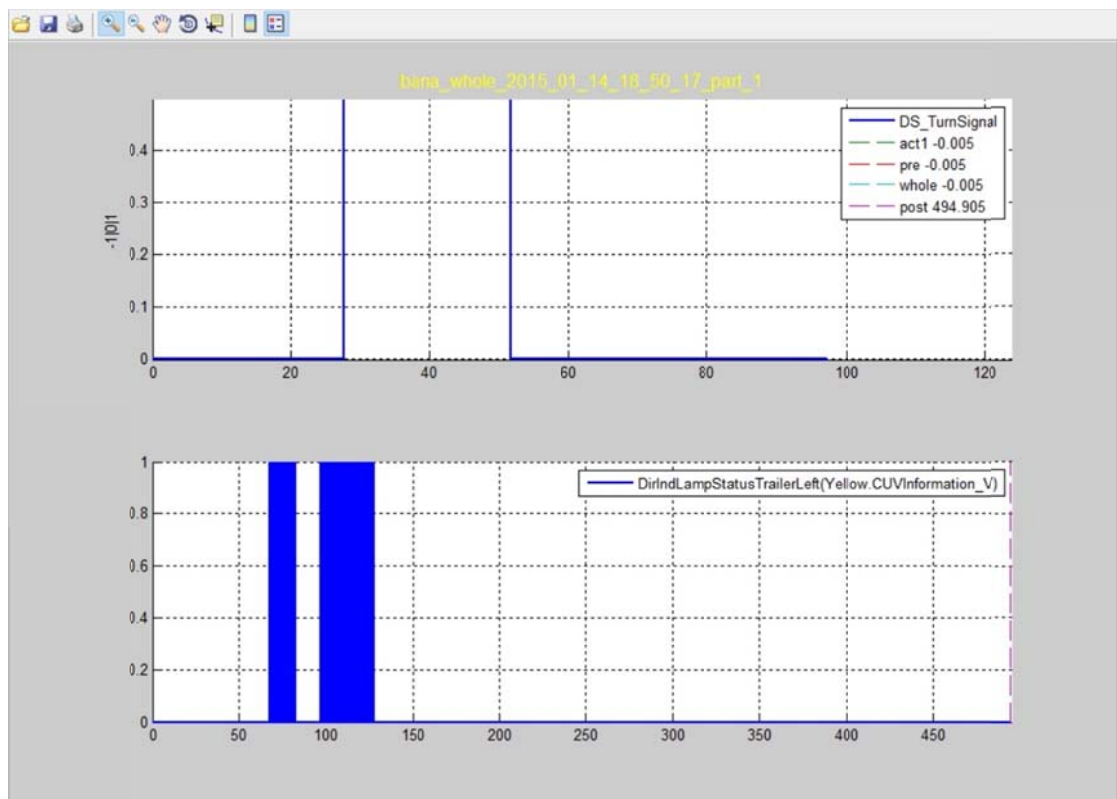 bana_whole_2015_01_14_18_50_17_part_1
DS_TurnSignal
act1 -0.005
pre -0.005
whole -0.005
post 494.905
-1|0|1
0.4
0.3
0.2
0.1
0
0 20 40 60 80 100 120
DirIndLampStatusTrailerLeft(Yellow.CUVInformation_V)
1
0.8
0.6
0.4
0.2
0
0 50 100 150 200 250 300 350 400 450